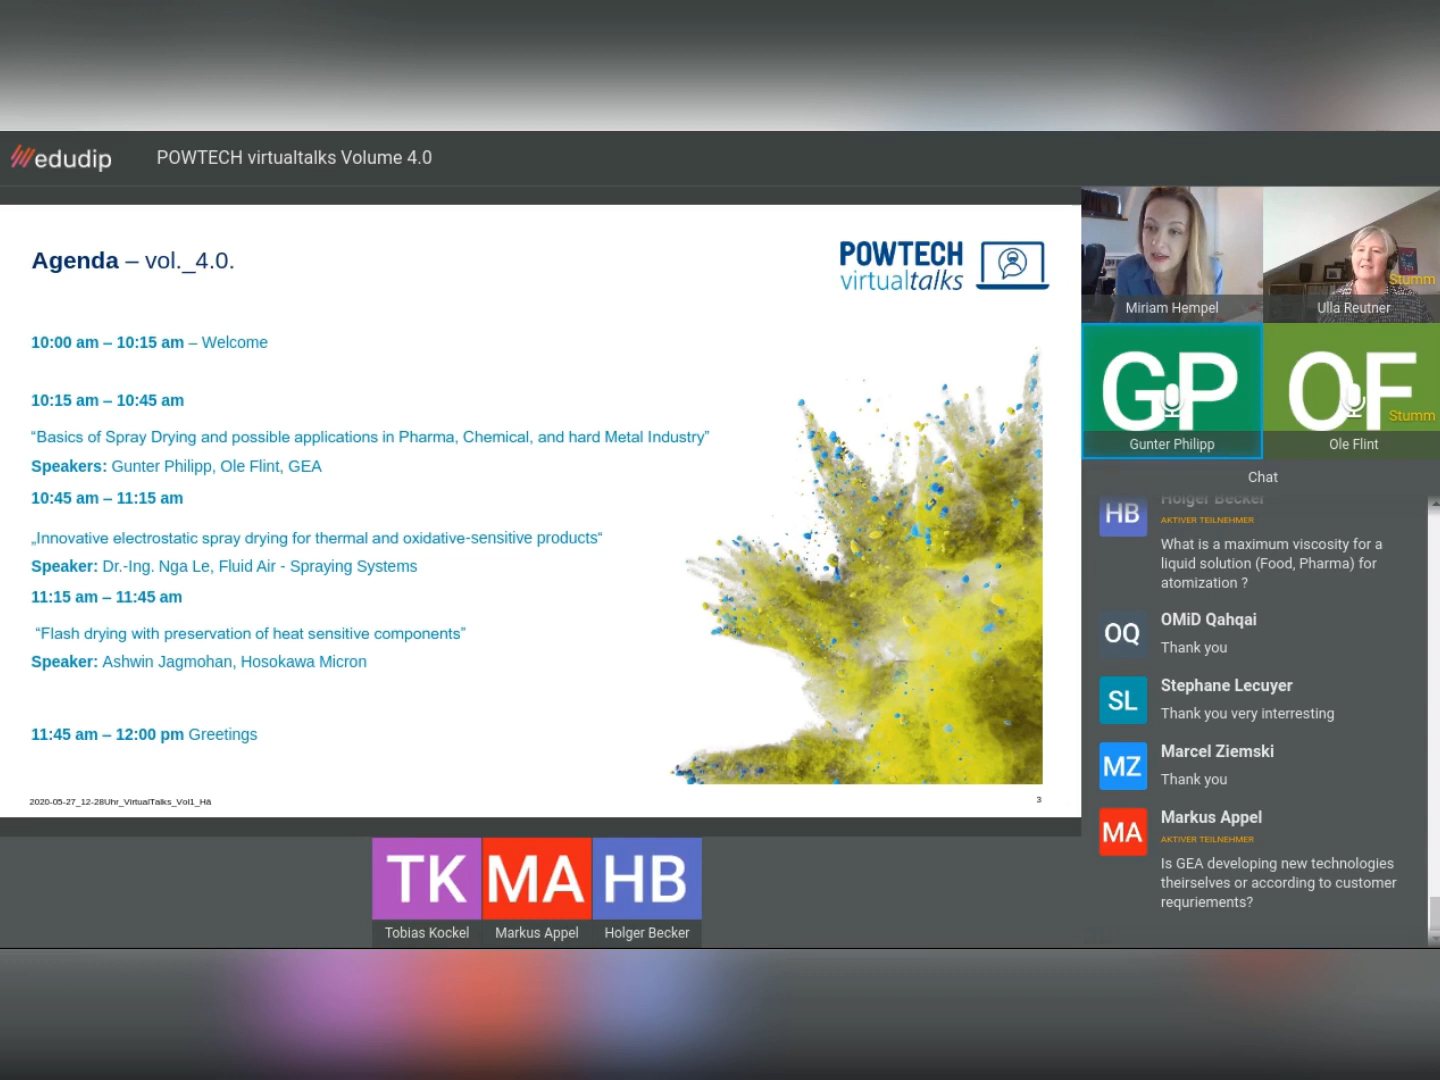 edudip
POWTECH virtualtalks Volume 4.0
Agenda – vol._4.0.
POWTECH
virtualtalks
10:00 am – 10:15 am – Welcome
10:15 am – 10:45 am
“Basics of Spray Drying and possible applications in Pharma, Chemical, and hard Metal Industry”
Speakers: Gunter Philipp, Ole Flint, GEA
10:45 am – 11:15 am
„Innovative electrostatic spray drying for thermal and oxidative-sensitive products“
Speaker: Dr.-Ing. Nga Le, Fluid Air - Spraying Systems
11:15 am – 11:45 am
“Flash drying with preservation of heat sensitive components”
Speaker: Ashwin Jagmohan, Hosokawa Micron
11:45 am – 12:00 pm Greetings
2020-05-27_12-28Uhr_VirtualTalks_Vol1_Hä
3
Miriam Hempel
Stumm
Ulla Reutner
GP
Gunter Philipp
OF
Stumm
Ole Flint
Chat
HB
Holger Becker
AKTIVER TEILNEHMER
What is a maximum viscosity for a
liquid solution (Food, Pharma) for
atomization ?
OQ
OMiD Qahqai
Thank you
SL
Stephane Lecuyer
Thank you very interresting
MZ
Marcel Ziemski
Thank you
MA
Markus Appel
AKTIVER TEILNEHMER
Is GEA developing new technologies
theirselves or according to customer
requriements?
TK
Tobias Kockel
MA
Markus Appel
HB
Holger Becker